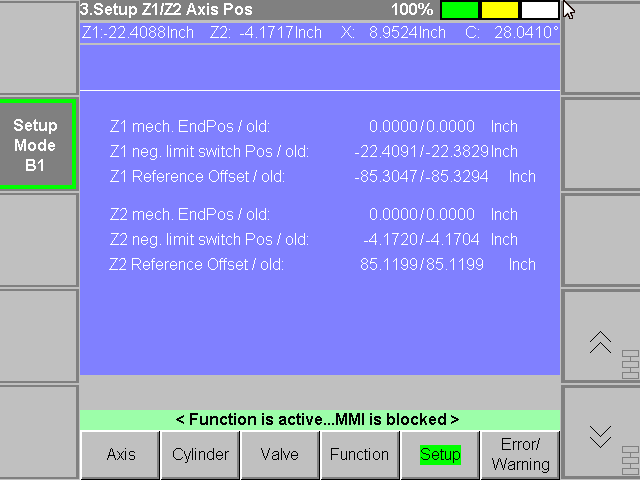 3.Setup Z1/Z2 Axis Pos 100%
Z1:-22.4088Inch Z2: -4.1717Inch X: 8.9524Inch C: 28.0410°
Setup
Mode
B1
Z1 mech. EndPos / old: 0.0000/0.0000 Inch
Z1 neg. limit switch Pos / old: -22.4091/-22.3829Inch
Z1 Reference Offset / old: -85.3047/-85.3294 Inch
Z2 mech. EndPos / old: 0.0000/0.0000 Inch
Z2 neg. limit switch Pos / old: -4.1720/-4.1704 Inch
Z2 Reference Offset / old: 85.1199/85.1199 Inch
< Function is active...MMI is blocked >
Axis Cylinder Valve Function Setup Error/
Warning